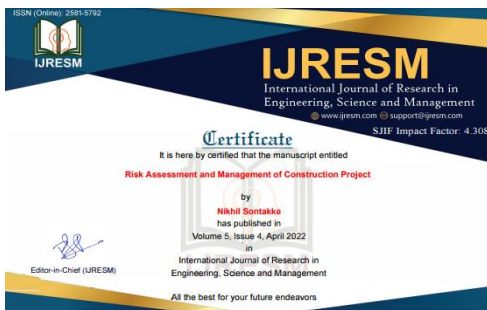 ISSN (Online): 2581-5792
IJRESM
IJRESM
International Journal of Research in
Engineering, Science and Management
www.ijresm.com support@ijresm.com
SJIF Impact Factor: 4.308
Certificate
It is here by certified that the manuscript entitled
Risk Assessment and Management of Construction Project
by
Nikhil Sontakke
has published in
Volume 5, Issue 4, April 2022
in
International Journal of Research in
Engineering, Science and Management
Editor-in-Chief (IJRESM)
All the best for your future endeavors